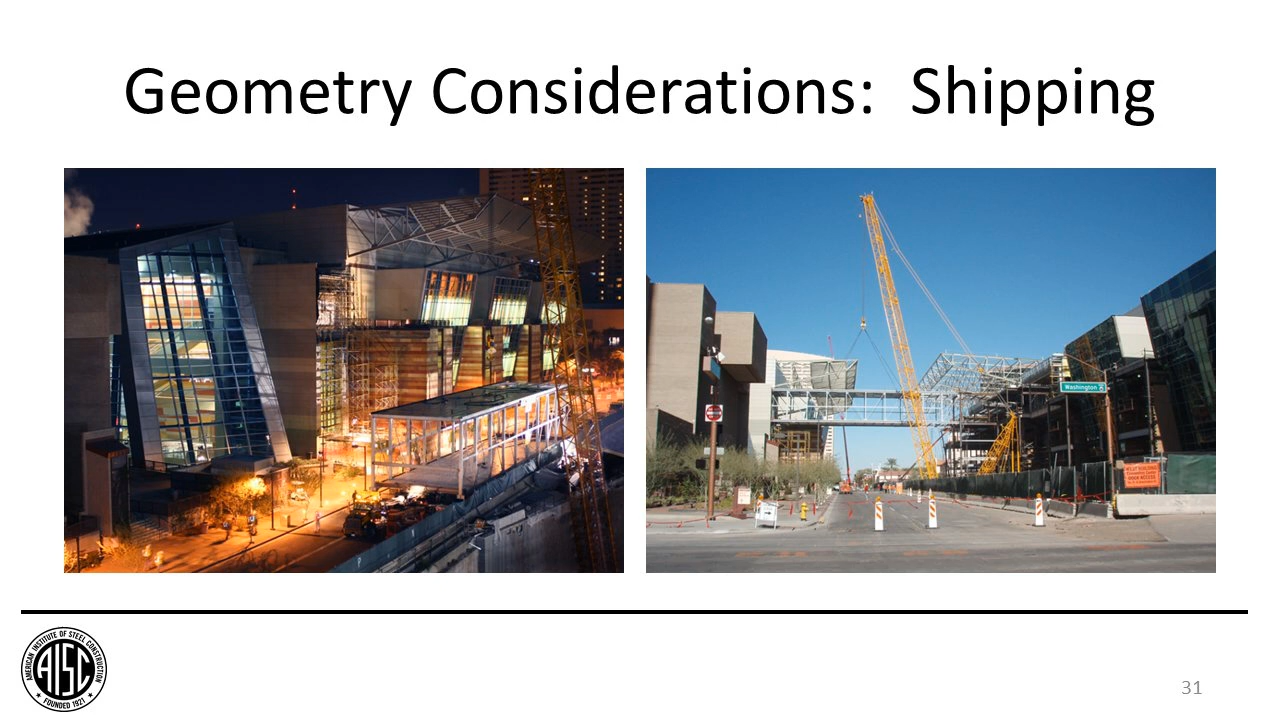 Geometry Considerations: Shipping
Washington
AMERICAN INSTITUTE OF STEEL CONSTRUCTION
AISC
★ FOUNDED 1921 ★
31